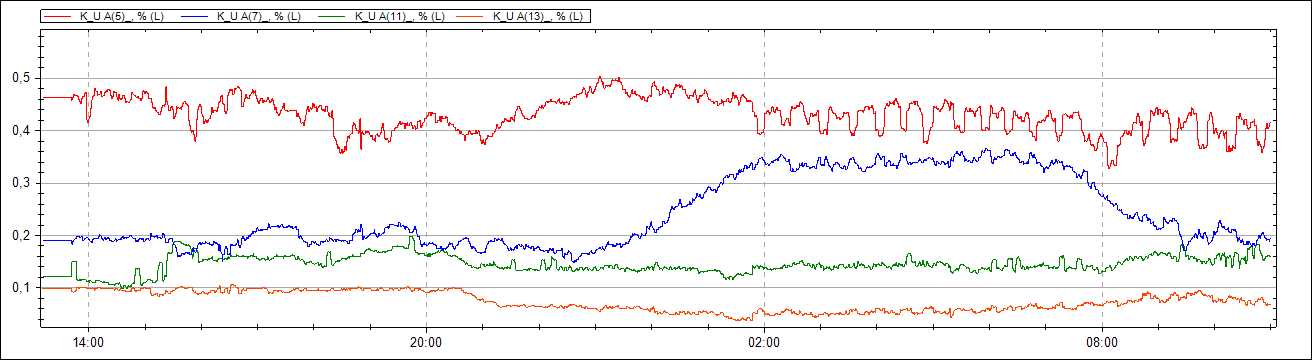 K_U A(5)_, % (L) K_U A(7)_, % (L) K_U A(11)_, % (L) K_U A(13)_, % (L)
0,5
0,4
0,3
0,2
0,1
14:00 20:00 02:00 08:00